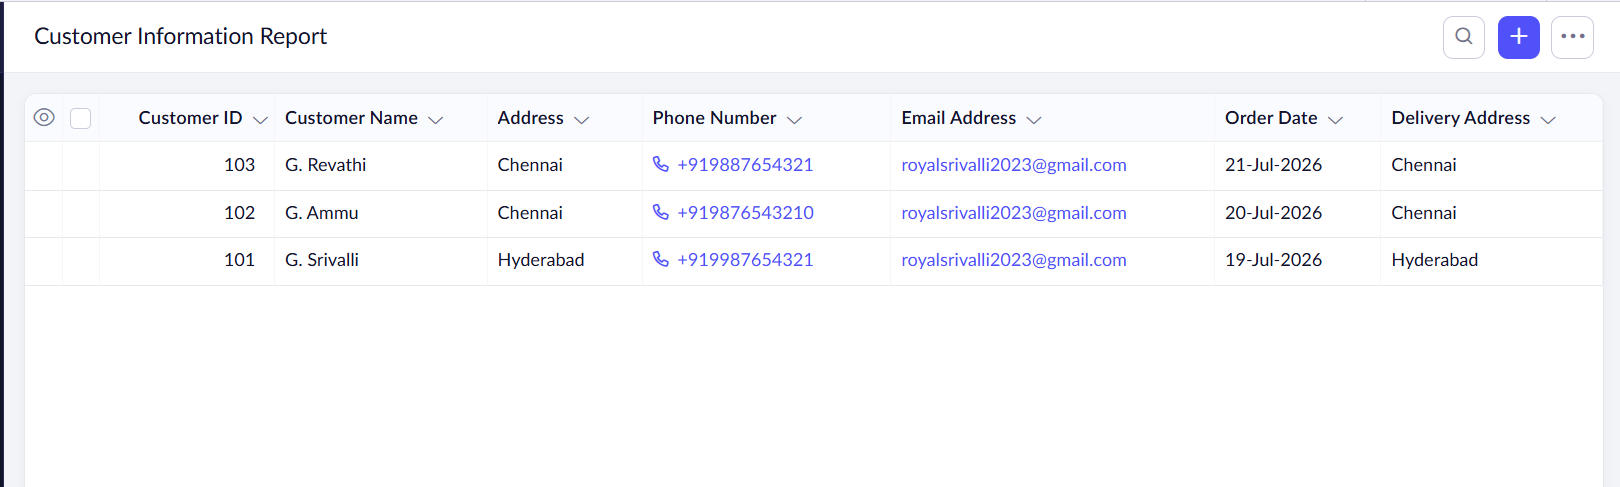 Customer Information Report
Customer ID Customer Name Address Phone Number Email Address Order Date Delivery Address
103 G. Revathi Chennai +919887654321 royalsrivalli2023@gmail.com 21-Jul-2026 Chennai
102 G. Ammu Chennai +919876543210 royalsrivalli2023@gmail.com 20-Jul-2026 Chennai
101 G. Srivalli Hyderabad +919987654321 royalsrivalli2023@gmail.com 19-Jul-2026 Hyderabad